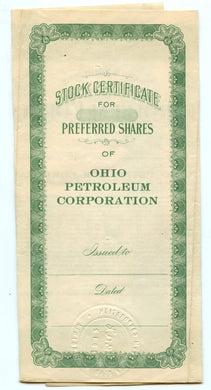 STOCK CERTIFICATE
FOR
PREFERRED SHARES
OF
OHIO
PETROLEUM
CORPORATION
Issued to
Dated